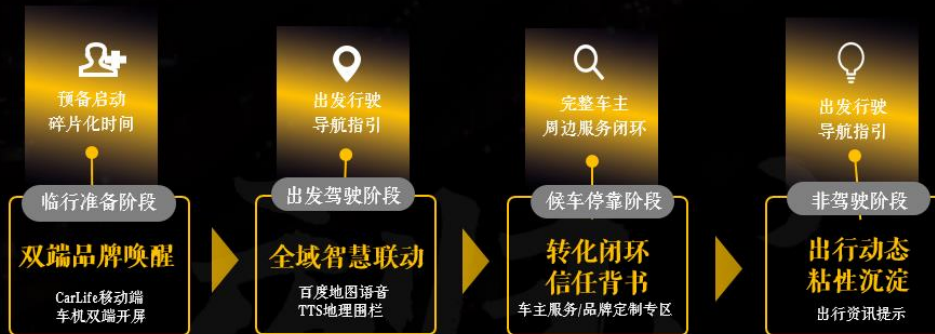 预备启动
碎片化时间
临行准备阶段
双端品牌唤醒
CarLife移动端
车机双端开屏
出发行驶
导航指引
出发驾驶阶段
全域智慧联动
百度地图语音
TTS地理围栏
完整车主
周边服务闭环
候车停靠阶段
转化闭环
信任背书
车主服务/品牌定制专区
出发行驶
导航指引
非驾驶阶段
出行动态
粘性沉淀
出行资讯提示